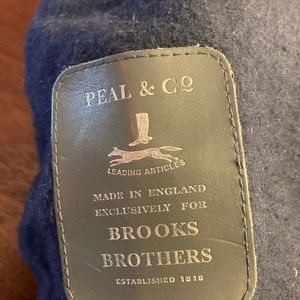 PEAL & Co
LEADING ARTICLES
MADE IN ENGLAND
EXCLUSIVELY FOR
BROOKS
BROTHERS
ESTABLISHED 1818